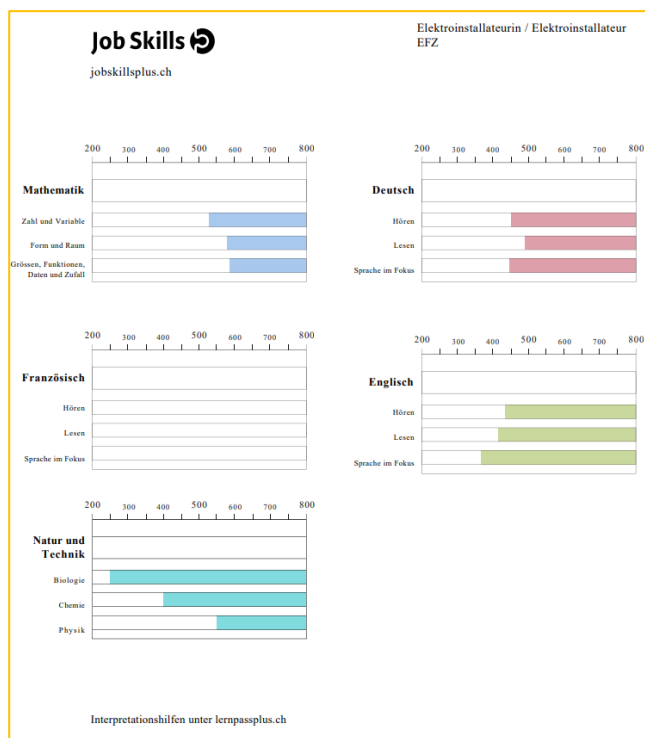 Job Skills
jobskillsplus.ch
Elektroinstallateurin / Elektroinstallateur
EFZ
200 300 400 500 600 700 800
Mathematik
Zahl und Variable
Form und Raum
Grössen, Funktionen,
Daten und Zufall
200 300 400 500 600 700 800
Deutsch
Hören
Lesen
Sprache im Fokus
200 300 400 500 600 700 800
Französisch
Hören
Lesen
Sprache im Fokus
200 300 400 500 600 700 800
Englisch
Hören
Lesen
Sprache im Fokus
200 300 400 500 600 700 800
Natur und
Technik
Biologie
Chemie
Physik
Interpretationshilfen unter lernpassplus.ch